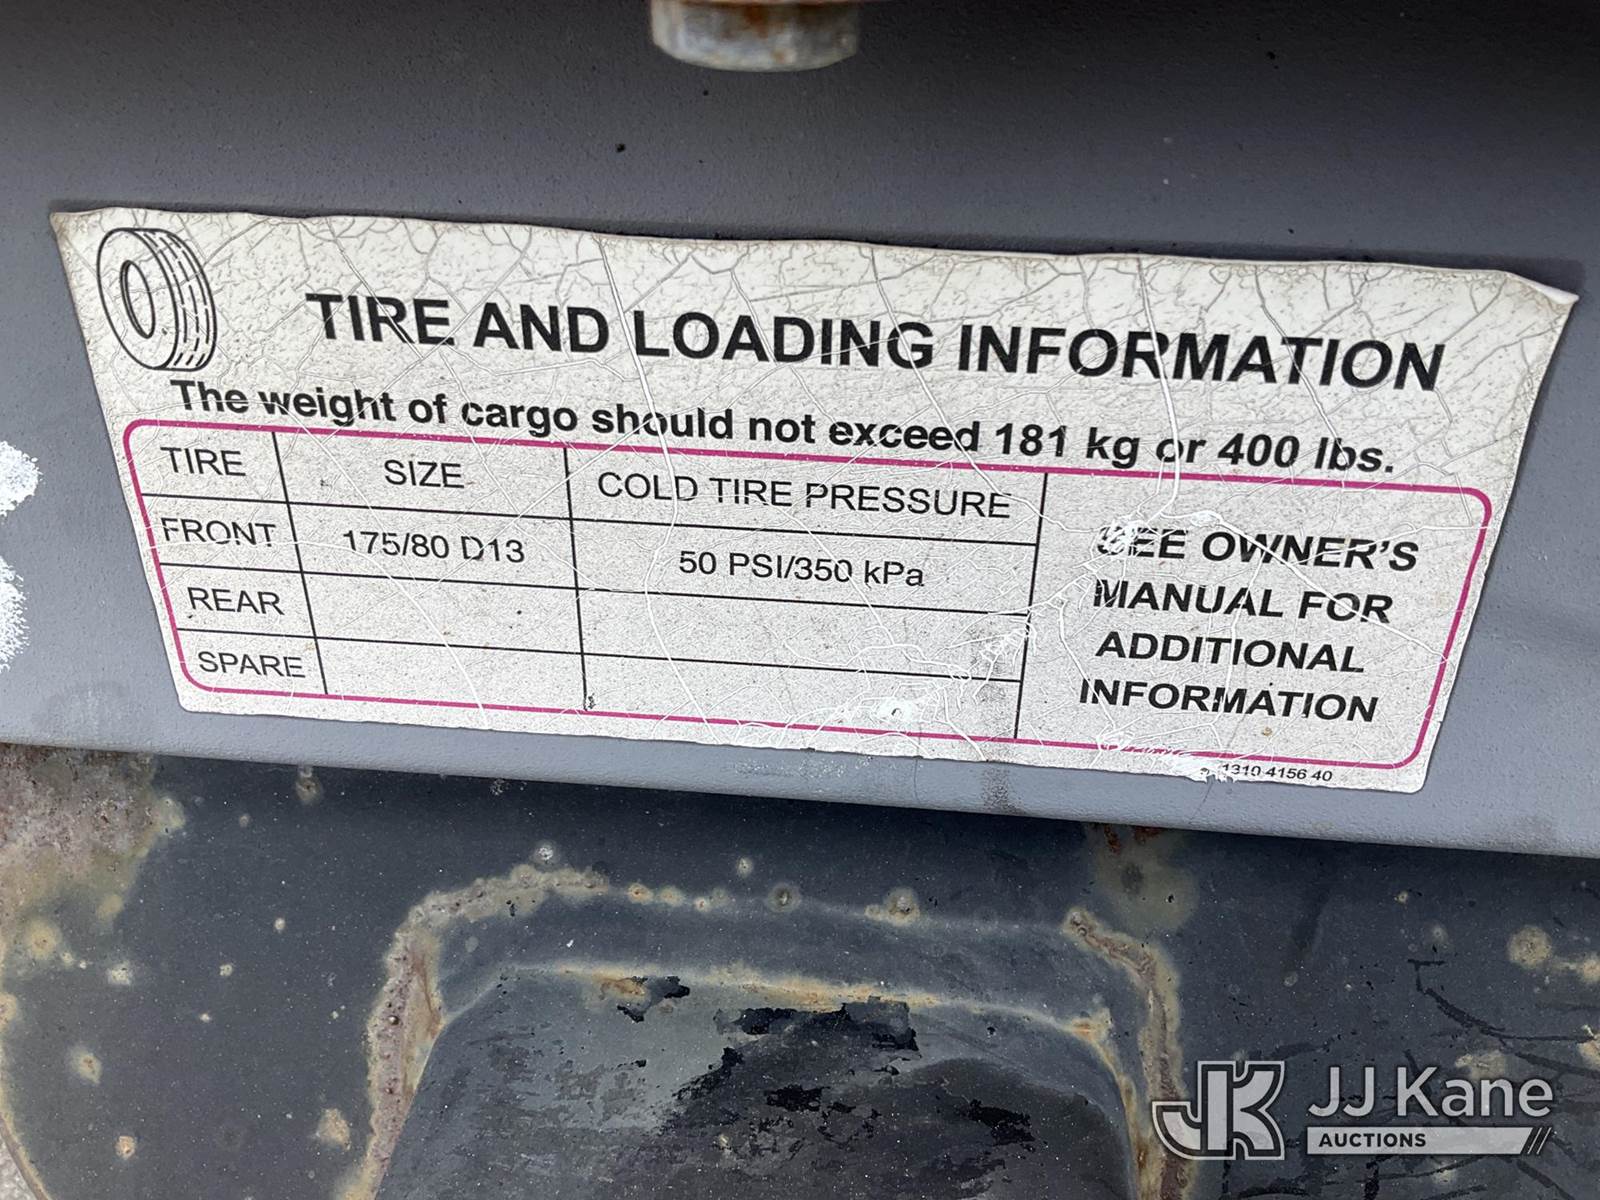 TIRE AND LOADING INFORMATION
The weight of cargo should not exceed 181 kg or 400 lbs.
TIRE SIZE COLD TIRE PRESSURE
FRONT 175/80 D13 50 PSI/350 kPa
REAR
SPARE
SEE OWNER'S
MANUAL FOR
ADDITIONAL
INFORMATION
1310 4156 40
JK JJ Kane
AUCTIONS